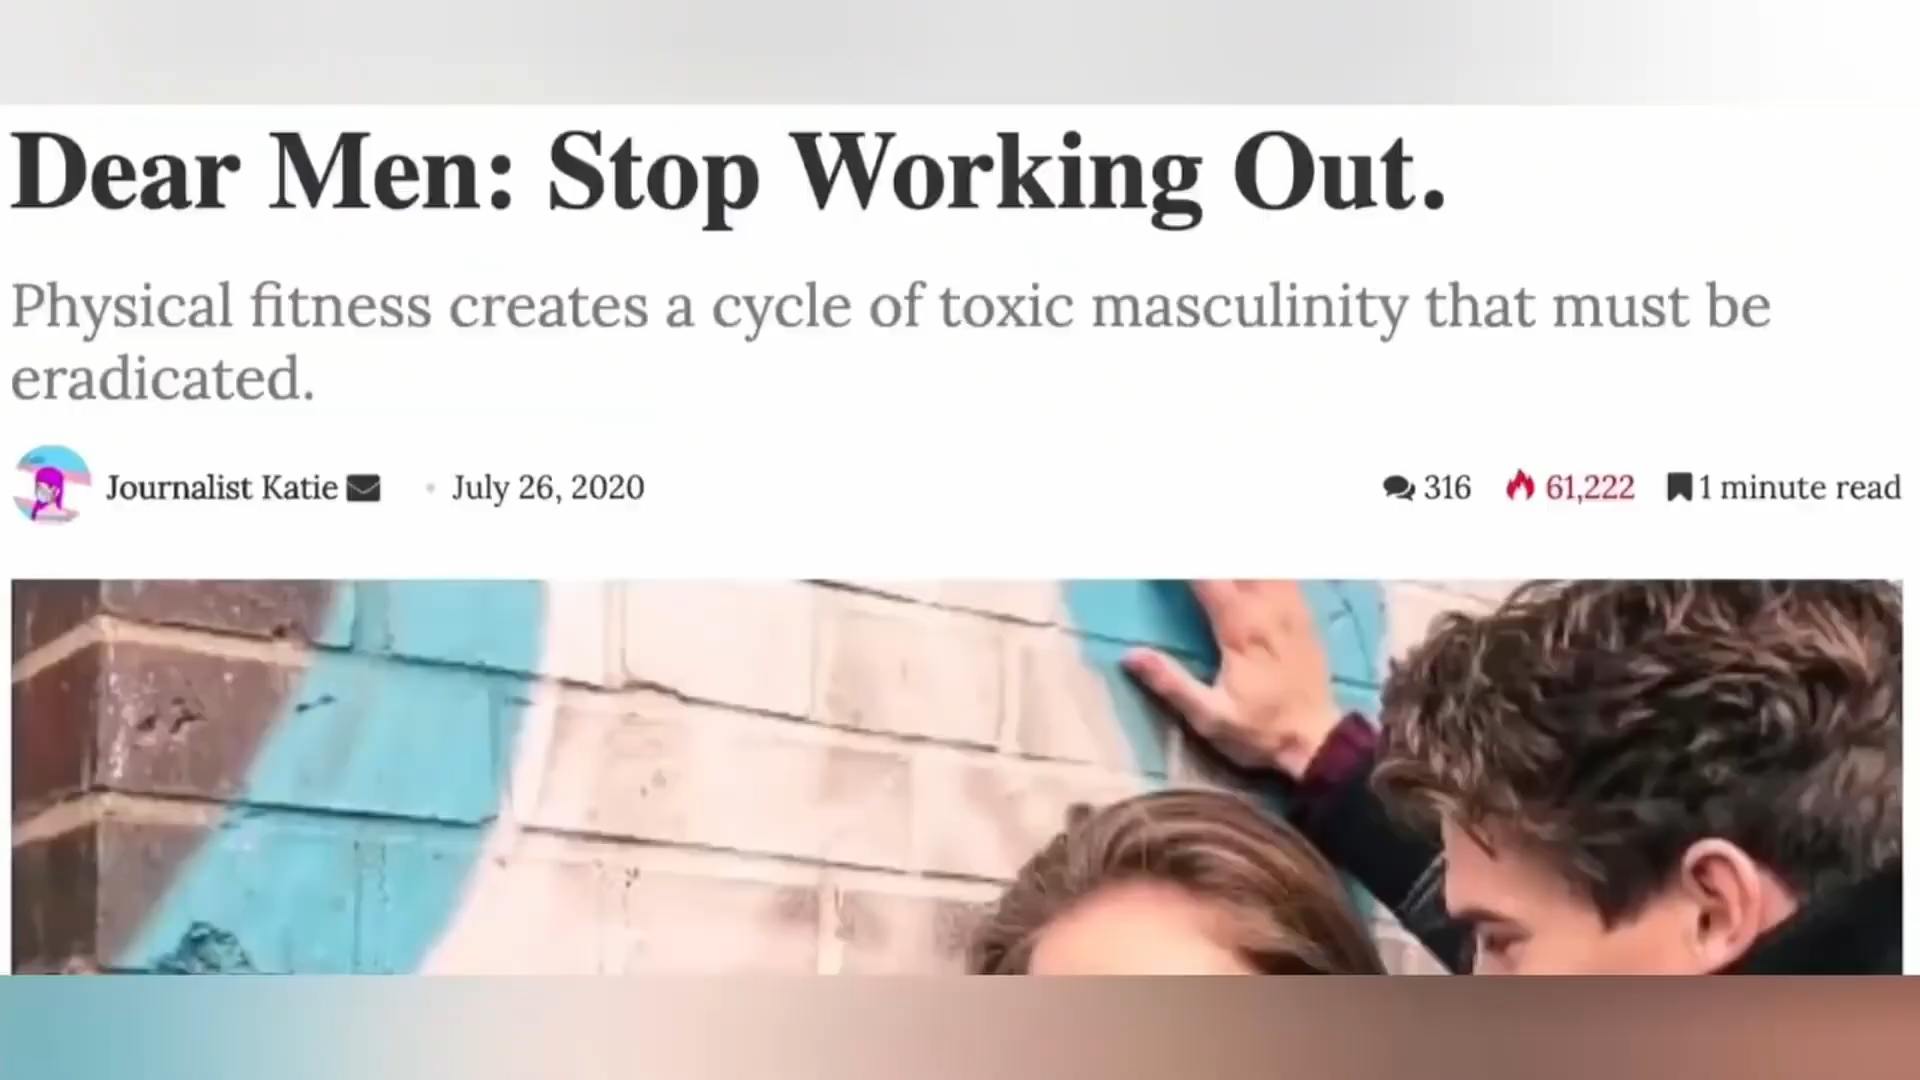 Dear Men: Stop Working Out.
Physical fitness creates a cycle of toxic masculinity that must be
eradicated.
Journalist Katie • July 26, 2020 316 61,222 1 minute read